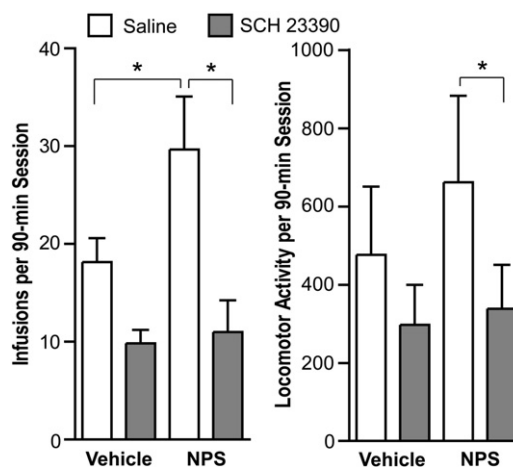 Saline SCH 23390
Infusions per 90-min Session
40
30
20
10
0
* *
Vehicle NPS
Locomotor Activity per 90-min Session
1000
800
600
400
200
0
*
Vehicle NPS